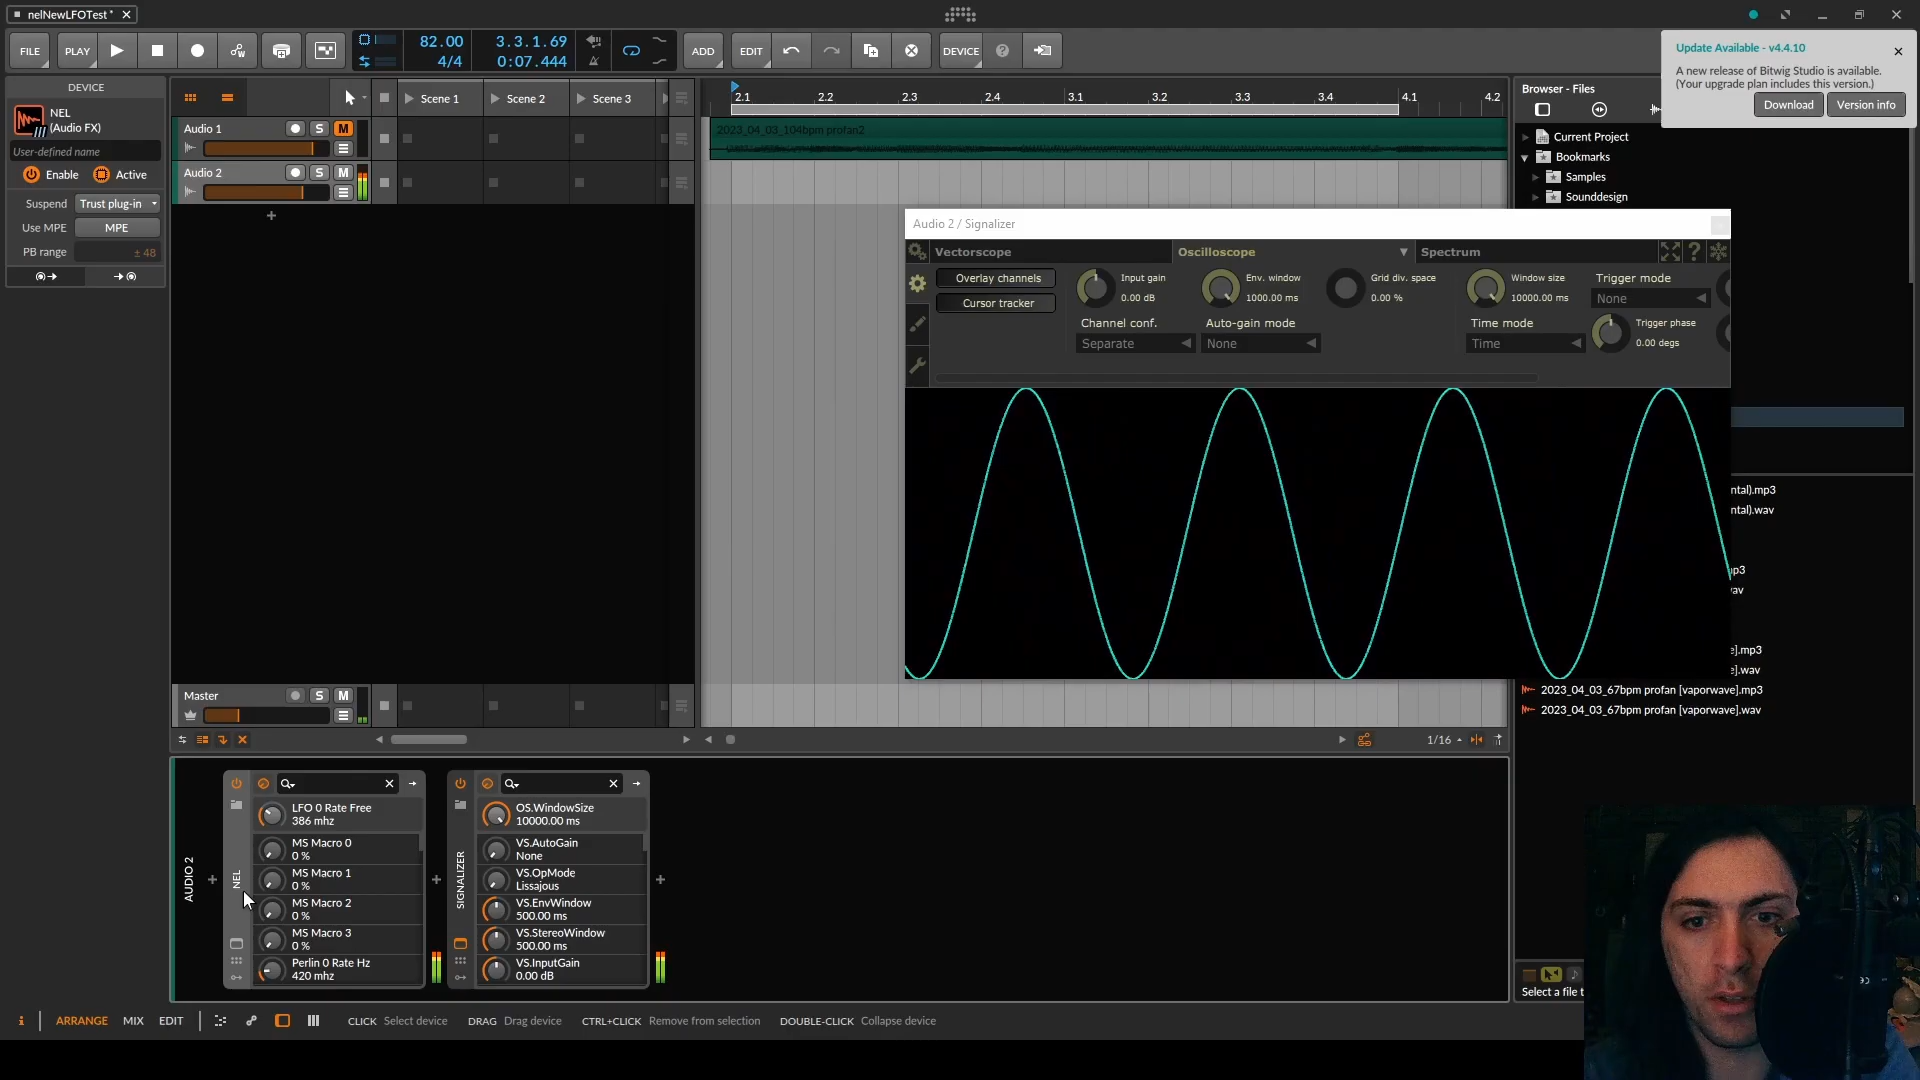 nelNewLFOTest *
FILE
PLAY
82.00
4/4
3.3.1.69
0:07.444
ADD
EDIT
DEVICE
Update Available - v4.4.10
A new release of Bitwig Studio is available.
(Your upgrade plan includes this version.)
Download
Version info
DEVICE
NEL
(Audio FX)
User-defined name
Enable
Active
Suspend
Trust plug-in
Use MPE
MPE
PB range
± 48
Scene 1
Scene 2
Scene 3
Audio 1
S
M
Audio 2
S
M
2.1
2.2
2.3
2.4
3.1
3.2
3.3
3.4
4.1
4.2
2023_04_03_104bpm profan2
Browser - Files
Current Project
Bookmarks
Samples
Sounddesign
Audio 2 / Signalizer
Vectorscope
Oscilloscope
Spectrum
?
Overlay channels
Cursor tracker
Input gain
0.00 dB
Env. window
1000.00 ms
Grid div. space
0.00 %
Window size
10000.00 ms
Trigger mode
None
Channel conf.
Separate
Auto-gain mode
None
Time mode
Time
Trigger phase
0.00 degs
ntal).mp3
ntal).wav
p3
av
e].mp3
e].wav
2023_04_03_67bpm profan [vaporwave].mp3
2023_04_03_67bpm profan [vaporwave].wav
Master
S
M
1/16
AUDIO 2
NEL
LFO 0 Rate Free
386 mhz
MS Macro 0
0 %
MS Macro 1
0 %
MS Macro 2
0 %
MS Macro 3
0 %
Perlin 0 Rate Hz
420 mhz
SIGNALIZER
OS.WindowSize
10000.00 ms
VS.AutoGain
None
VS.OpMode
Lissajous
VS.EnvWindow
500.00 ms
VS.StereoWindow
500.00 ms
VS.InputGain
0.00 dB
Select a file t
i
ARRANGE
MIX
EDIT
CLICK Select device
DRAG Drag device
CTRL+CLICK Remove from selection
DOUBLE-CLICK Collapse device